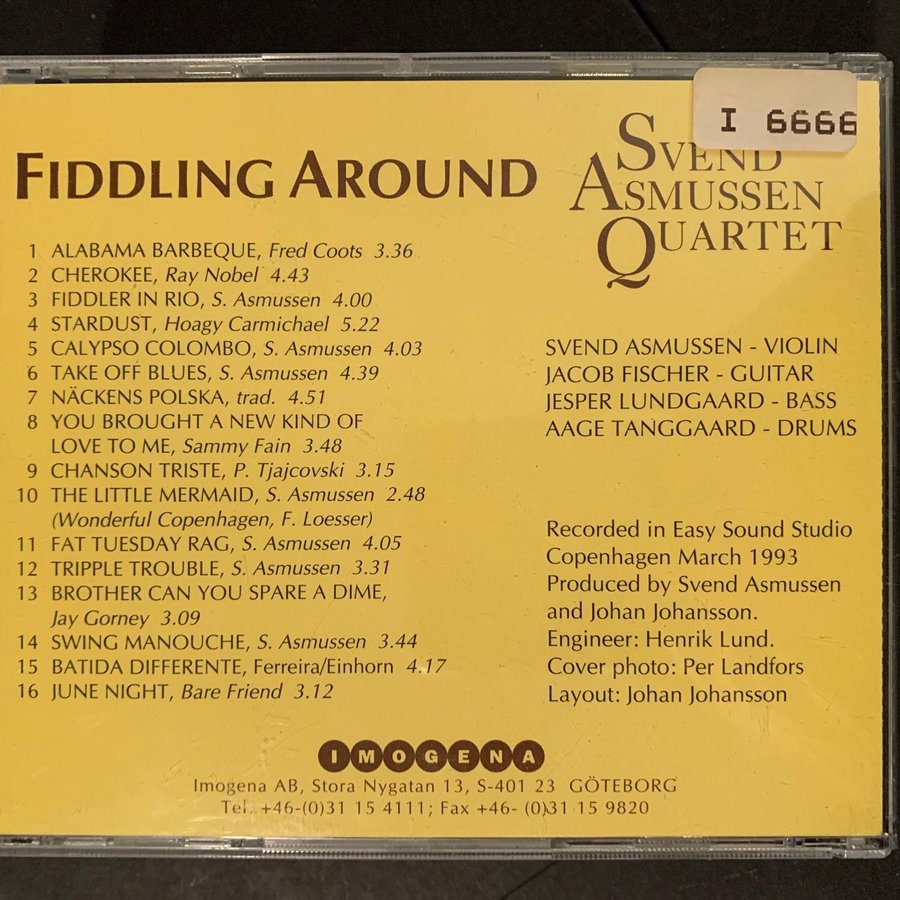 I 6666
FIDDLING AROUND
SVEND
ASMUSSEN
QUARTET
1 ALABAMA BARBEQUE, Fred Coots 3.36
2 CHEROKEE, Ray Nobel 4.43
3 FIDDLER IN RIO, S. Asmussen 4.00
4 STARDUST, Hoagy Carmichael 5.22
5 CALYPSO COLOMBO, S. Asmussen 4.03
6 TAKE OFF BLUES, S. Asmussen 4.39
7 NÄCKENS POLSKA, trad. 4.51
8 YOU BROUGHT A NEW KIND OF
LOVE TO ME, Sammy Fain 3.48
9 CHANSON TRISTE, P. Tjajcovski 3.15
10 THE LITTLE MERMAID, S. Asmussen 2.48
(Wonderful Copenhagen, F. Loesser)
11 FAT TUESDAY RAG, S. Asmussen 4.05
12 TRIPPLE TROUBLE, S. Asmussen 3.31
13 BROTHER CAN YOU SPARE A DIME,
Jay Gorney 3.09
14 SWING MANOUCHE, S. Asmussen 3.44
15 BATIDA DIFFERENTE, Ferreira/Einhorn 4.17
16 JUNE NIGHT, Bare Friend 3.12
SVEND ASMUSSEN - VIOLIN
JACOB FISCHER - GUITAR
JESPER LUNDGAARD - BASS
AAGE TANGGAARD - DRUMS
Recorded in Easy Sound Studio
Copenhagen March 1993
Produced by Svend Asmussen
and Johan Johansson.
Engineer: Henrik Lund.
Cover photo: Per Landfors
Layout: Johan Johansson
IMOGENA
Imogena AB, Stora Nygatan 13, S-401 23 GÖTEBORG
Tel. +46-(0)31 15 4111; Fax +46- (0)31 15 9820